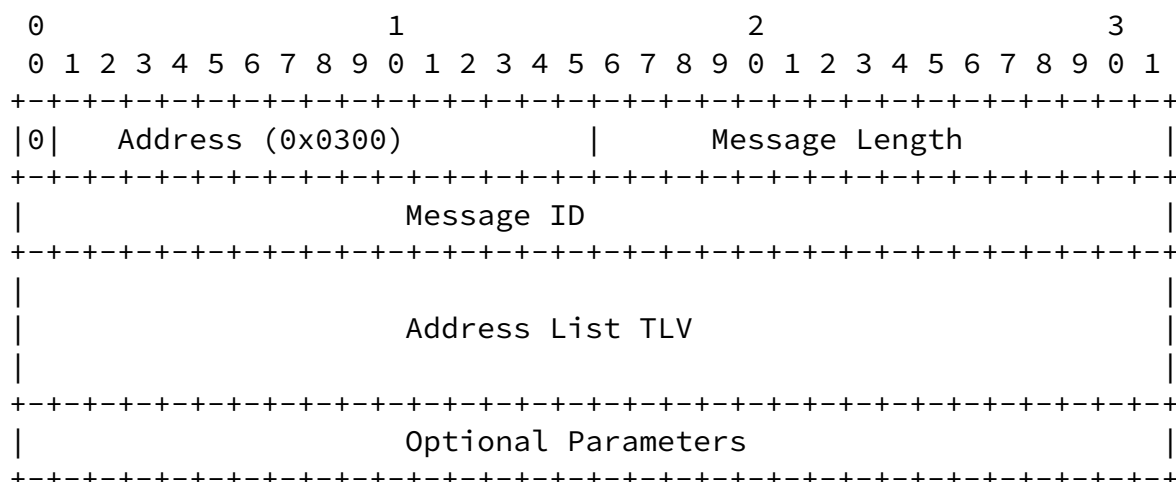 0                   1                   2                   3
 0 1 2 3 4 5 6 7 8 9 0 1 2 3 4 5 6 7 8 9 0 1 2 3 4 5 6 7 8 9 0 1
+-+-+-+-+-+-+-+-+-+-+-+-+-+-+-+-+-+-+-+-+-+-+-+-+-+-+-+-+-+-+-+-+
|0|   Address (0x0300)          |      Message Length           |
+-+-+-+-+-+-+-+-+-+-+-+-+-+-+-+-+-+-+-+-+-+-+-+-+-+-+-+-+-+-+-+-+
|                     Message ID                                |
+-+-+-+-+-+-+-+-+-+-+-+-+-+-+-+-+-+-+-+-+-+-+-+-+-+-+-+-+-+-+-+-+
|                                                               |
|                     Address List TLV                          |
|                                                               |
+-+-+-+-+-+-+-+-+-+-+-+-+-+-+-+-+-+-+-+-+-+-+-+-+-+-+-+-+-+-+-+-+
|                     Optional Parameters                       |
+-+-+-+-+-+-+-+-+-+-+-+-+-+-+-+-+-+-+-+-+-+-+-+-+-+-+-+-+-+-+-+-+